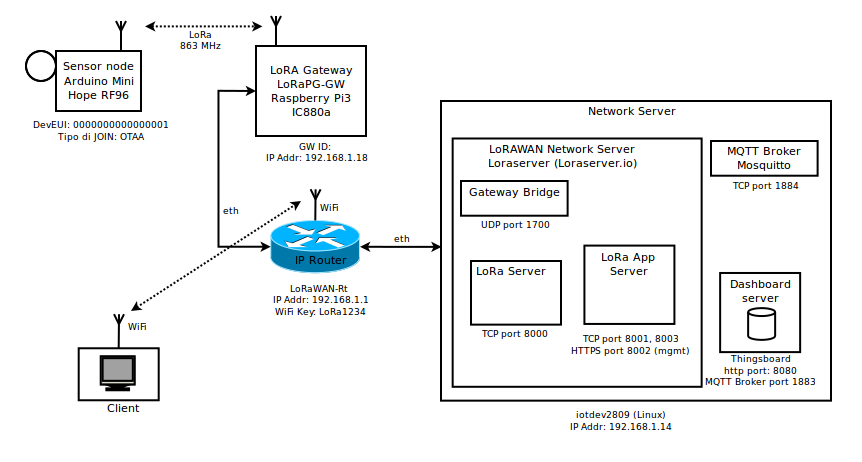 LoRa
863 MHz
Sensor node
Arduino Mini
Hope RF96
DevEUI: 0000000000000001
Tipo di JOIN: OTAA
LoRA Gateway
LoRaPG-GW
Raspberry Pi3
IC880a
GW ID:
IP Addr: 192.168.1.18
eth
WiFi
IP Router
LoRaWAN-Rt
IP Addr: 192.168.1.1
WiFi Key: LoRa1234
eth
WiFi
Client
Network Server
LoRAWAN Network Server
Loraserver (Loraserver.io)
Gateway Bridge
UDP port 1700
LoRa Server
TCP port 8000
LoRa App
Server
TCP port 8001, 8003
HTTPS port 8002 (mgmt)
MQTT Broker
Mosquitto
TCP port 1884
Dashboard
server
Thingsboard
http port: 8080
MQTT Broker port 1883
iotdev2809 (Linux)
IP Addr: 192.168.1.14